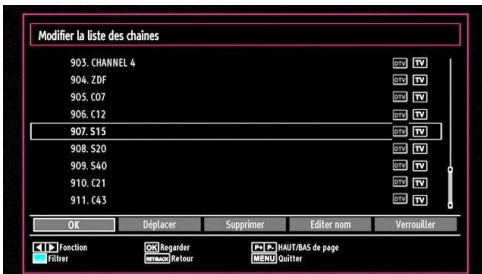 Modifier la liste des chaînes
903. CHANNEL 4 DTV TV
904. ZDF DTV TV
905. C07 DTV TV
906. C12 DTV TV
907. S15 DTV TV
908. S20 DTV TV
909. S40 DTV TV
910. C21 DTV TV
911. C43 DTV TV
OK Déplacer Supprimer Editer nom Verrouiller
Fonction OK Regarder P+ P- HAUT/BAS de page
Filtrer RETBACK Retour MENU Quitter